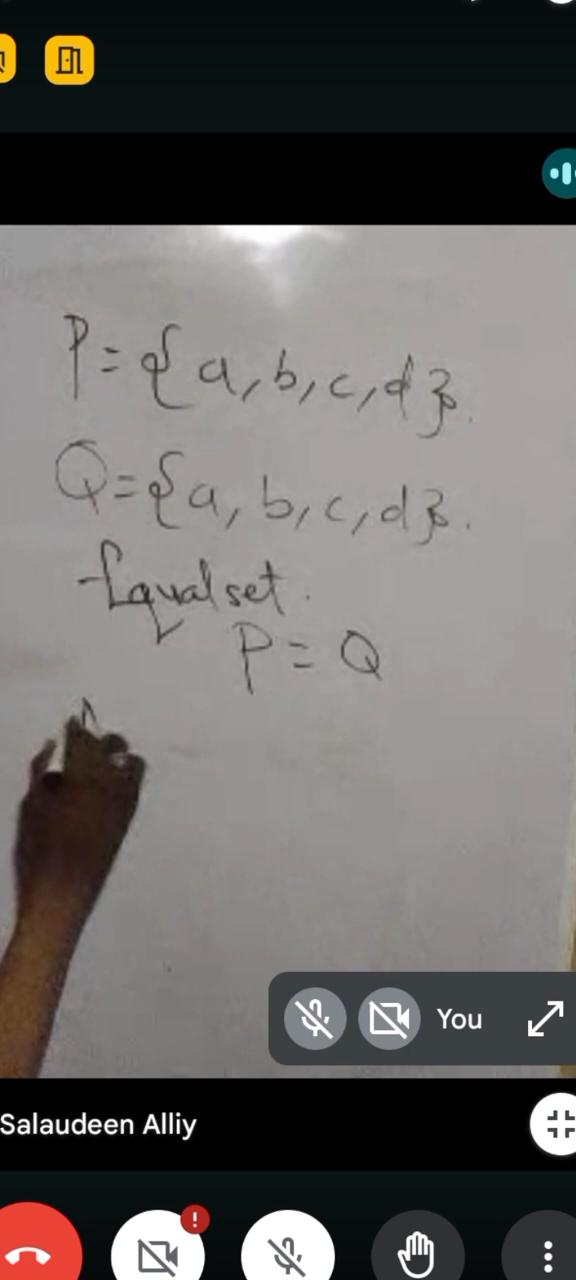 P = {a, b, c, d}.
Q = {a, b, c, d}.
Equal set.
P = Q
You
Salaudeen Alliy